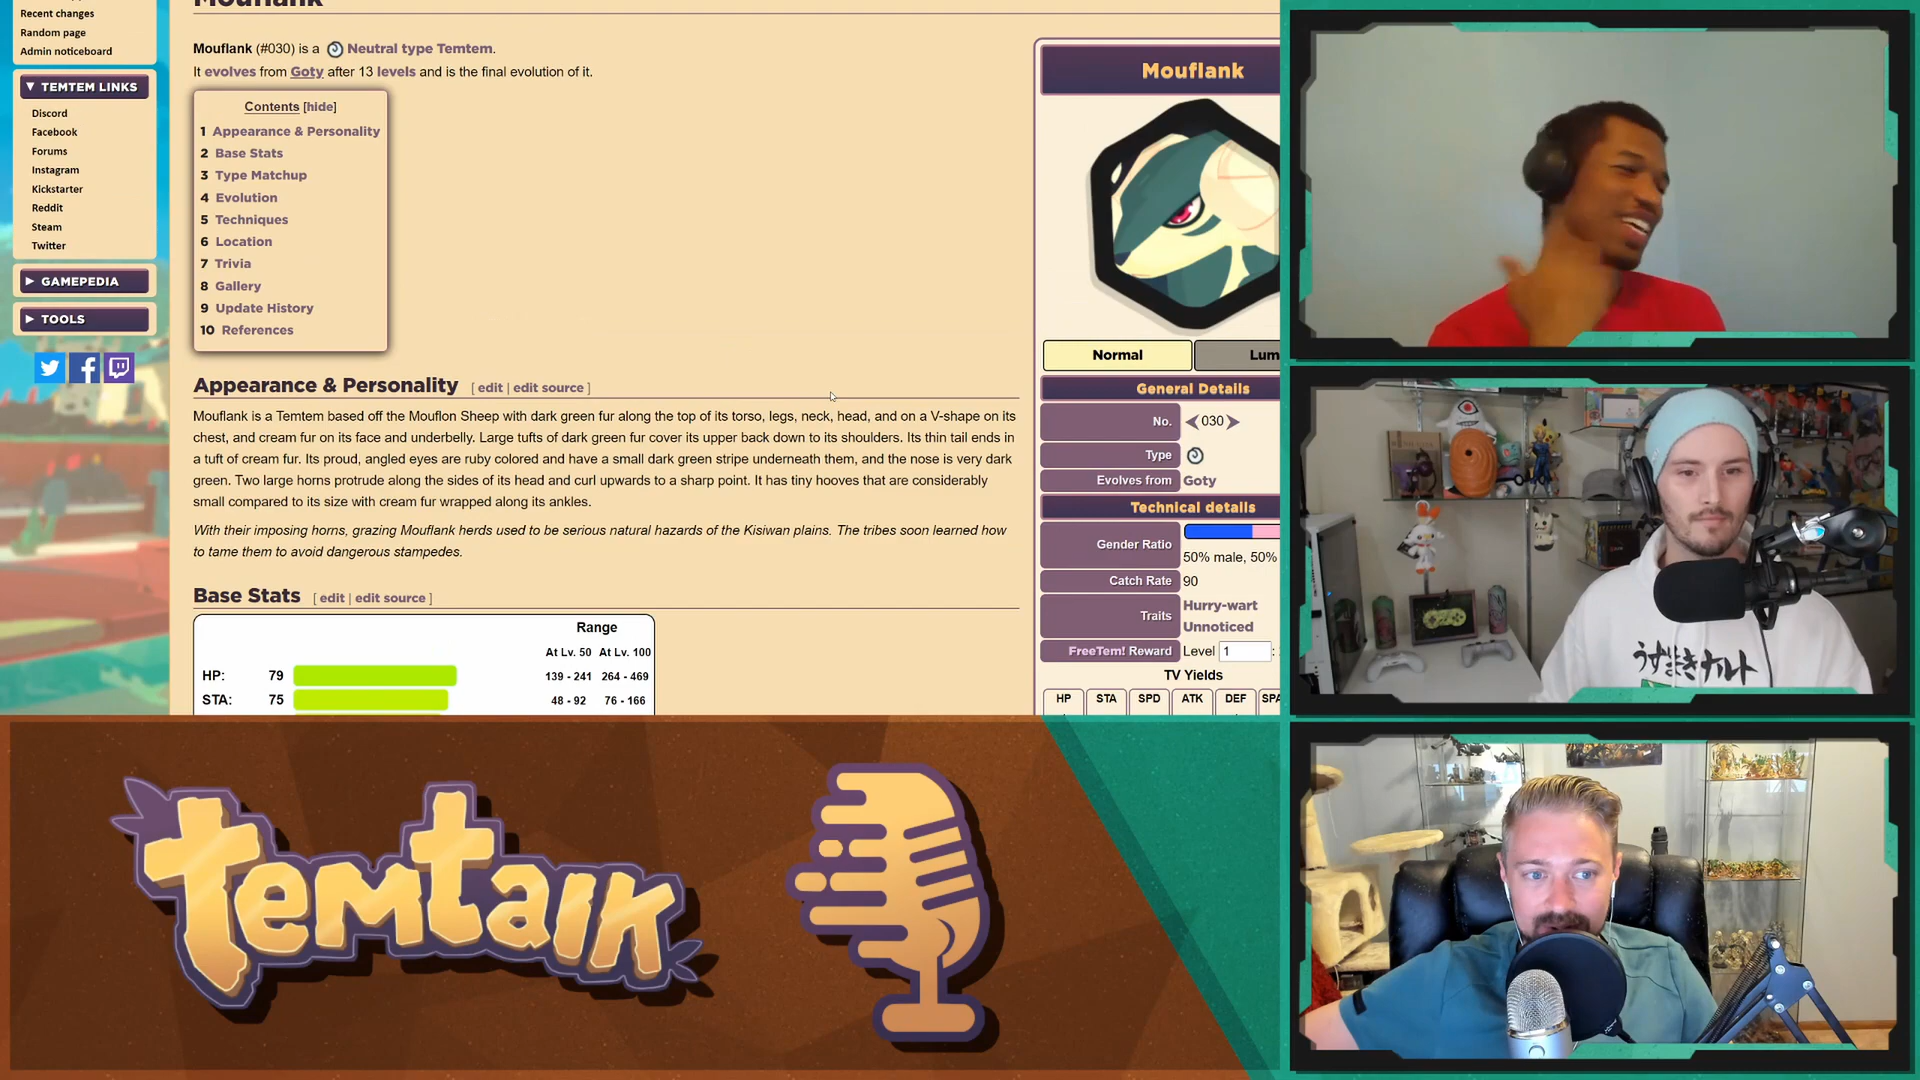 Recent changes
Random page
Admin noticeboard
TEMTEM LINKS
Discord
Facebook
Forums
Instagram
Kickstarter
Reddit
Steam
Twitter
GAMEPEDIA
TOOLS
Mouflank
Mouflank (#030) is a Neutral type Temtem.
It evolves from Goty after 13 levels and is the final evolution of it.
Contents [hide]
1 Appearance & Personality
2 Base Stats
3 Type Matchup
4 Evolution
5 Techniques
6 Location
7 Trivia
8 Gallery
9 Update History
10 References
Appearance & Personality [ edit | edit source ]
Mouflank is a Temtem based off the Mouflon Sheep with dark green fur along the top of its torso, legs, neck, head, and on a V-shape on its
chest, and cream fur on its face and underbelly. Large tufts of dark green fur cover its upper back down to its shoulders. Its thin tail ends in
a tuft of cream fur. Its proud, angled eyes are ruby colored and have a small dark green stripe underneath them, and the nose is very dark
green. Two large horns protrude along the sides of its head and curl upwards to a sharp point. It has tiny hooves that are considerably
small compared to its size with cream fur wrapped along its ankles.
With their imposing horns, grazing Mouflank herds used to be serious natural hazards of the Kisiwan plains. The tribes soon learned how
to tame them to avoid dangerous stampedes.
Base Stats [ edit | edit source ]
Range
At Lv. 50 At Lv. 100
HP: 79 139 - 241 264 - 469
STA: 75 48 - 92 76 - 166
Mouflank
Normal Lum
General Details
No. 030
Type
Evolves from Goty
Technical details
Gender Ratio 50% male, 50%
Catch Rate 90
Traits Hurry-wart
Unnoticed
FreeTem! Reward Level 1 :
TV Yields
HP STA SPD ATK DEF SPA
temtalk
うずまきナルト